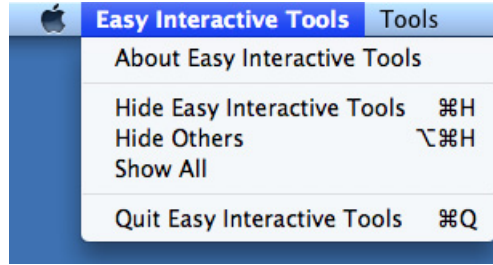 Easy Interactive Tools Tools
About Easy Interactive Tools
Hide Easy Interactive Tools ⌘H
Hide Others ⌥⌘H
Show All
Quit Easy Interactive Tools ⌘Q